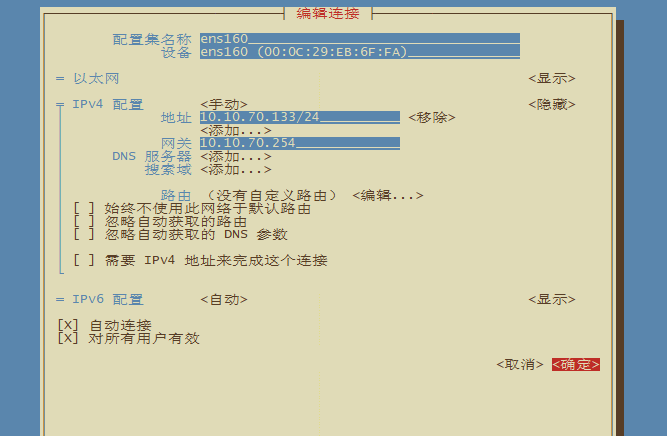 编辑连接
配置集名称 ens160
设备 ens160 (00:0C:29:EB:6F:FA)
= 以太网 <显示>
= IPv4 配置 <手动> <隐藏>
地址 10.10.70.133/24 <移除>
<添加...>
网关 10.10.70.254
DNS 服务器 <添加...>
搜索域 <添加...>
路由 (没有自定义路由) <编辑...>
[ ] 始终不使用此网络于默认路由
[ ] 忽略自动获取的路由
[ ] 忽略自动获取的 DNS 参数
[ ] 需要 IPv4 地址来完成这个连接
= IPv6 配置 <自动> <显示>
[X] 自动连接
[X] 对所有用户有效
<取消> <确定>